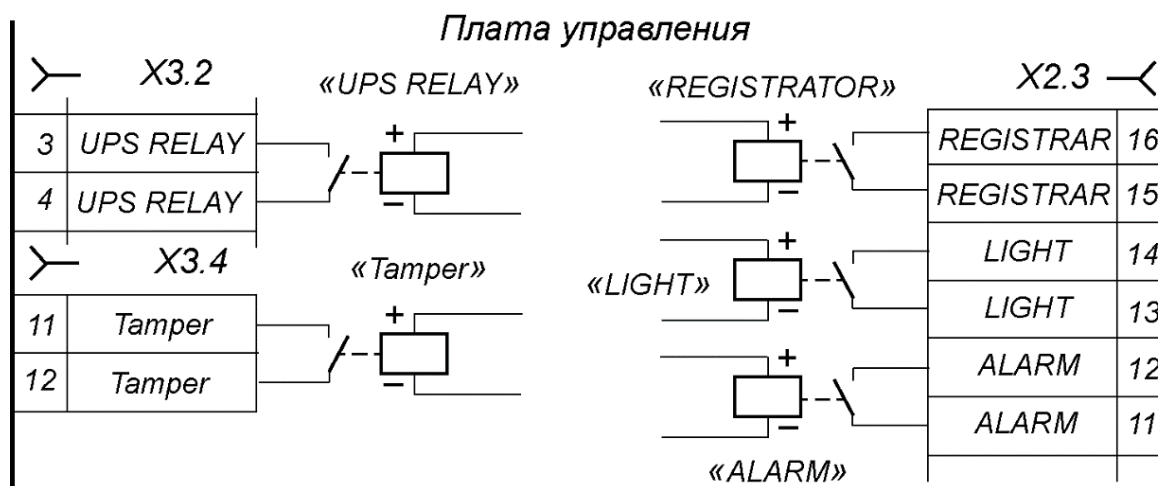 Плата управления
X3.2
«UPS RELAY»
+
3 UPS RELAY
4 UPS RELAY
–
X3.4
«Tamper»
+
11 Tamper
12 Tamper
–
«REGISTRATOR»
X2.3
+
REGISTRAR 16
REGISTRAR 15
–
«LIGHT»
+
LIGHT 14
LIGHT 13
–
+
ALARM 12
ALARM 11
–
«ALARM»